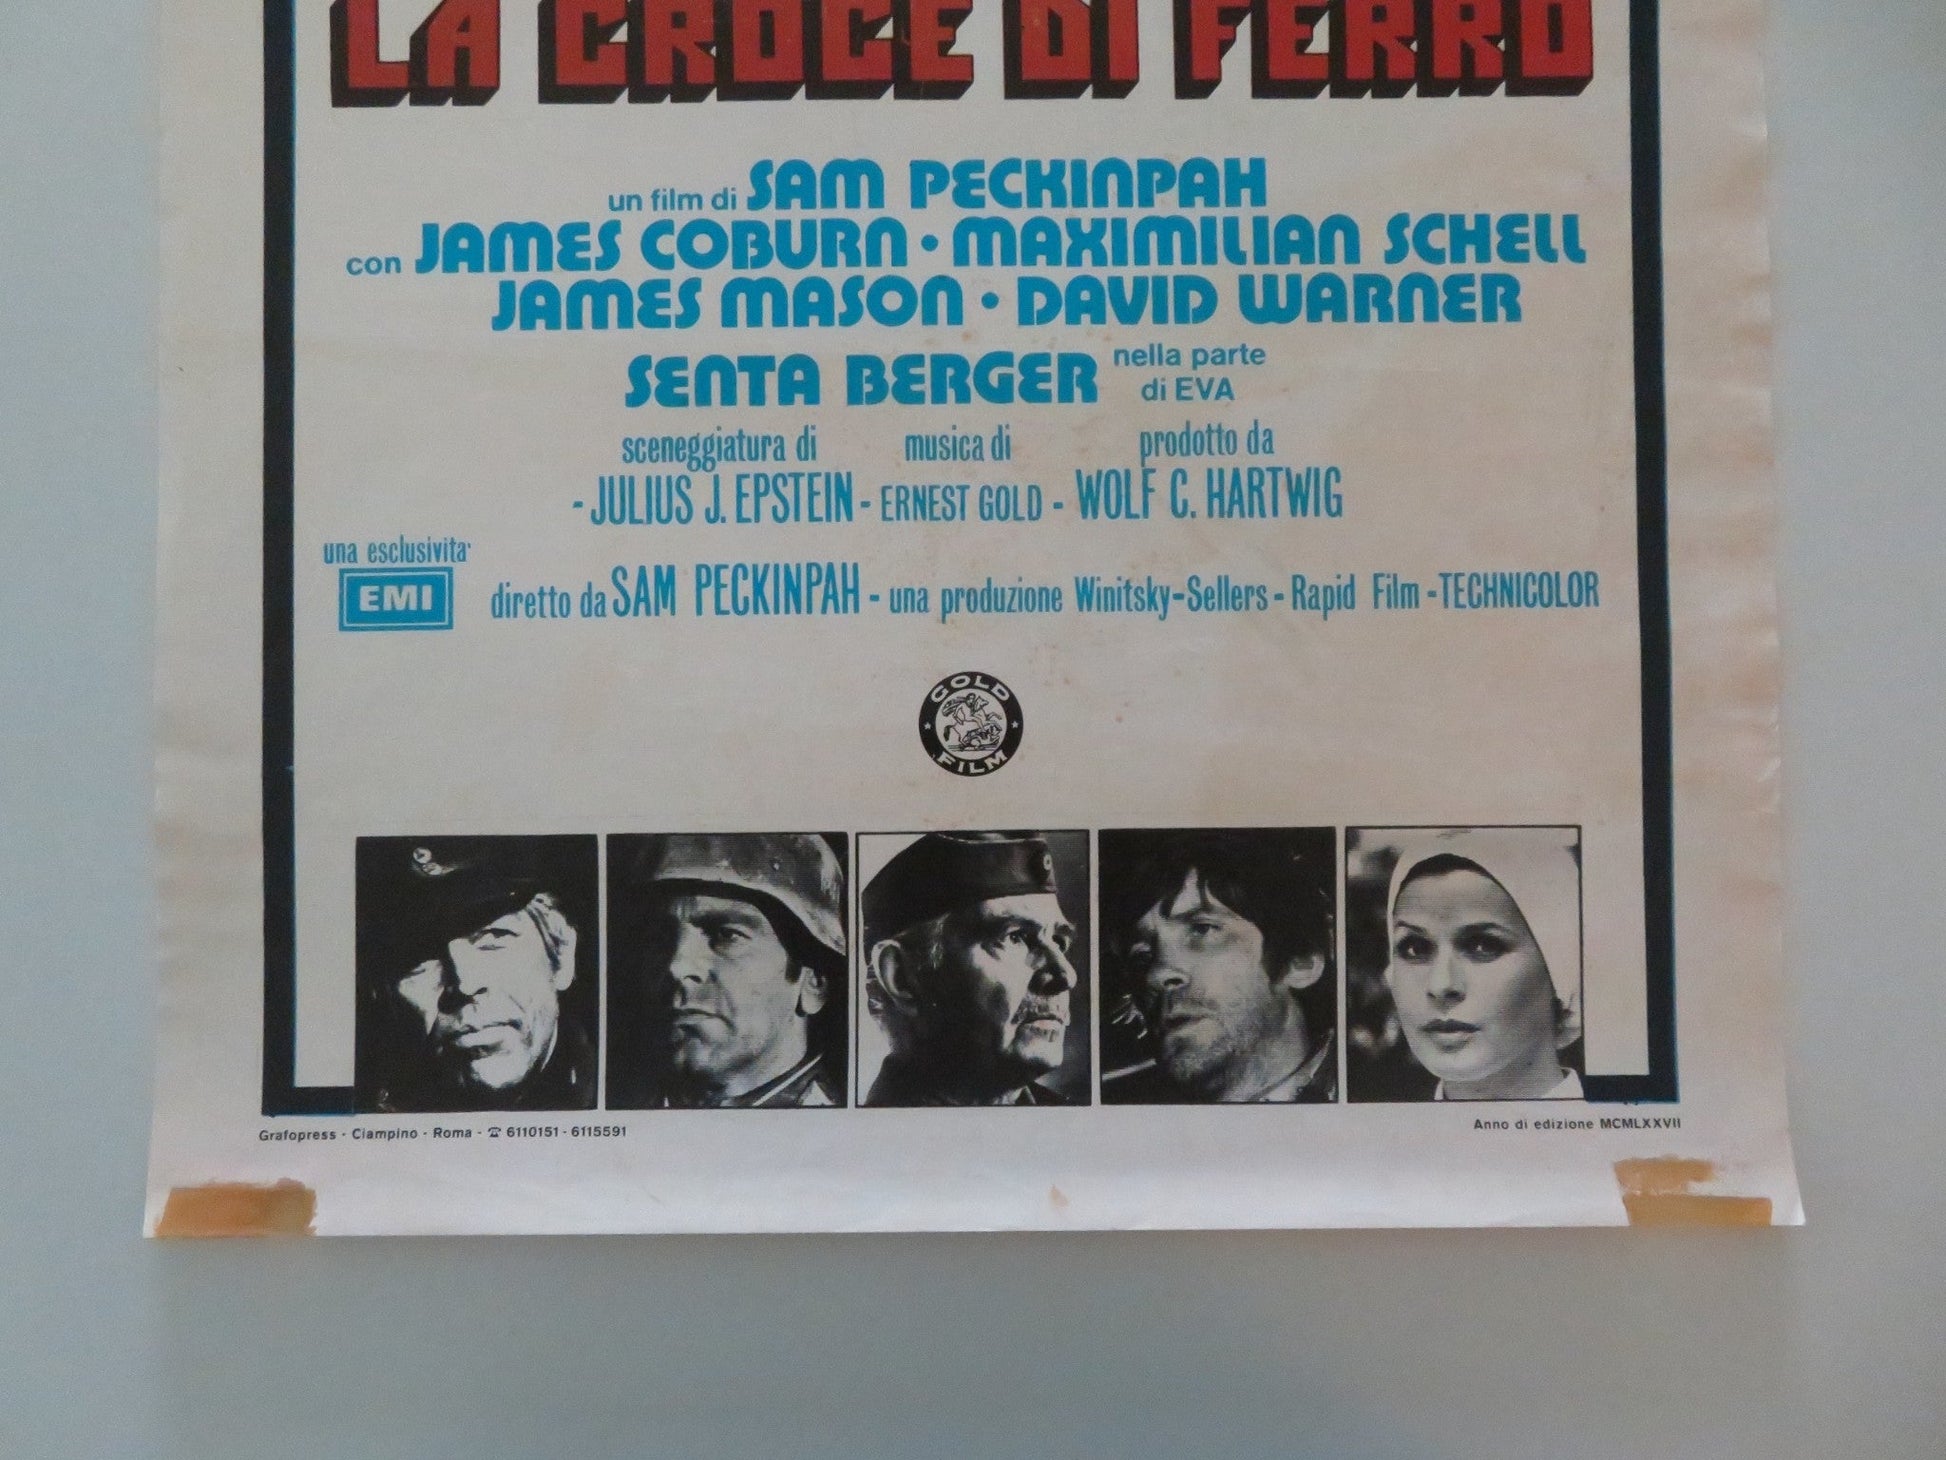 LA CROCE DI FERRO
un film di SAM PECKINPAH
con JAMES COBURN • MAXIMILIAN SCHELL
JAMES MASON • DAVID WARNER
SENTA BERGER nella parte
di EVA
sceneggiatura di musica di prodotto da
- JULIUS J. EPSTEIN - ERNEST GOLD - WOLF C. HARTWIG
una esclusivita'
EMI diretto da SAM PECKINPAH - una produzione Winitsky-Sellers - Rapid Film - TECHNICOLOR
GOLD
FILM
Grafopress - Ciampino - Roma - ☎ 6110151 - 6115591
Anno di edizione MCMLXXVII